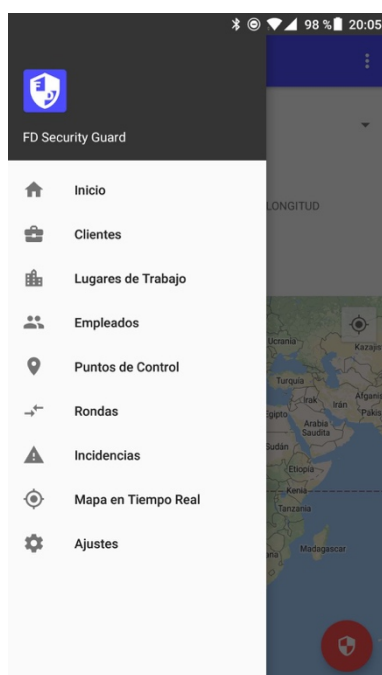 98 % 20:05
FD
FD Security Guard
Inicio
Clientes
LONGITUD
Lugares de Trabajo
Empleados
Puntos de Control
Rondas
Incidencias
Mapa en Tiempo Real
Ajustes
Ucrania
Kazajis
Turquía
Afganis
Irak
Irán
Pakis
Egipto
Arabia
Saudita
Sudán
Etiopía
Kenia
Tanzania
Madagascar